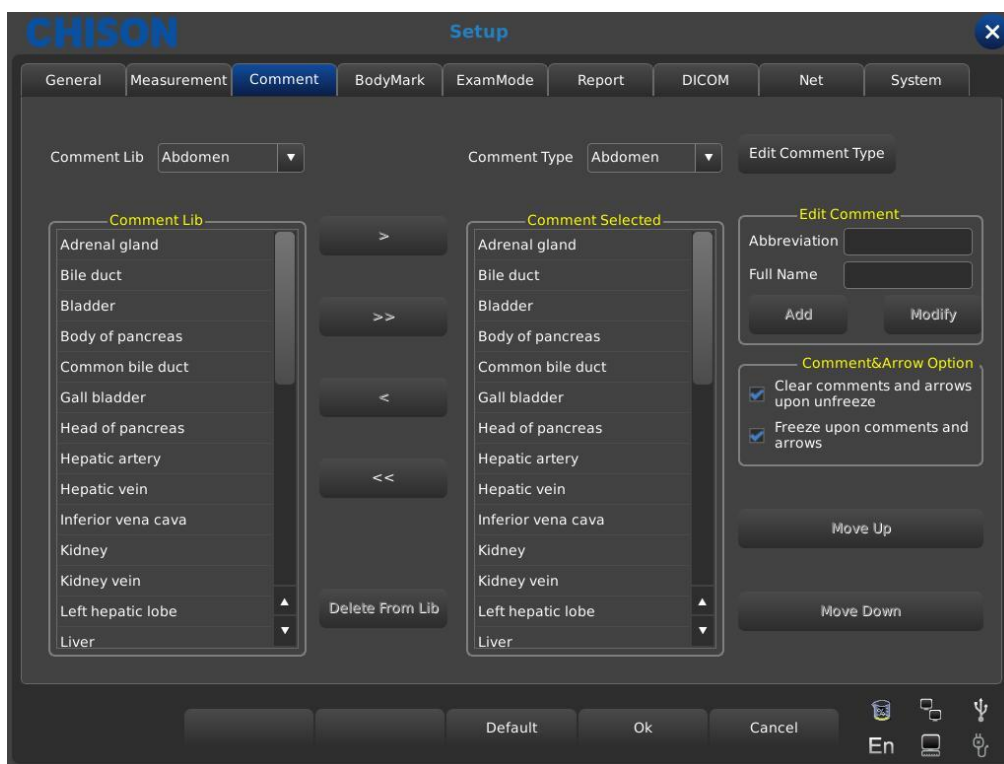 CHISON
Setup
General Measurement Comment BodyMark ExamMode Report DICOM Net System
Comment Lib Abdomen
Comment Type Abdomen
Edit Comment Type
Comment Lib
Adrenal gland
Bile duct
Bladder
Body of pancreas
Common bile duct
Gall bladder
Head of pancreas
Hepatic artery
Hepatic vein
Inferior vena cava
Kidney
Kidney vein
Left hepatic lobe
Liver
>
>>
<
<<
Delete From Lib
Comment Selected
Adrenal gland
Bile duct
Bladder
Body of pancreas
Common bile duct
Gall bladder
Head of pancreas
Hepatic artery
Hepatic vein
Inferior vena cava
Kidney
Kidney vein
Left hepatic lobe
Liver
Edit Comment
Abbreviation
Full Name
Add Modify
Comment&Arrow Option
Clear comments and arrows
upon unfreeze
Freeze upon comments and
arrows
Move Up
Move Down
Default Ok Cancel
En